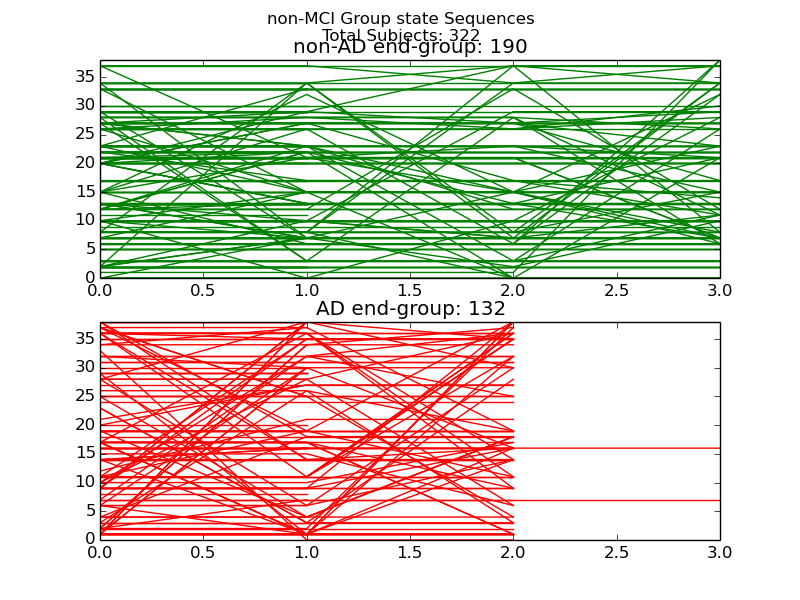 non-MCI Group state Sequences
Total Subjects: 322
non-AD end-group: 190
35
30
25
20
15
10
5
0
0.0 0.5 1.0 1.5 2.0 2.5 3.0
AD end-group: 132
35
30
25
20
15
10
5
0
0.0 0.5 1.0 1.5 2.0 2.5 3.0